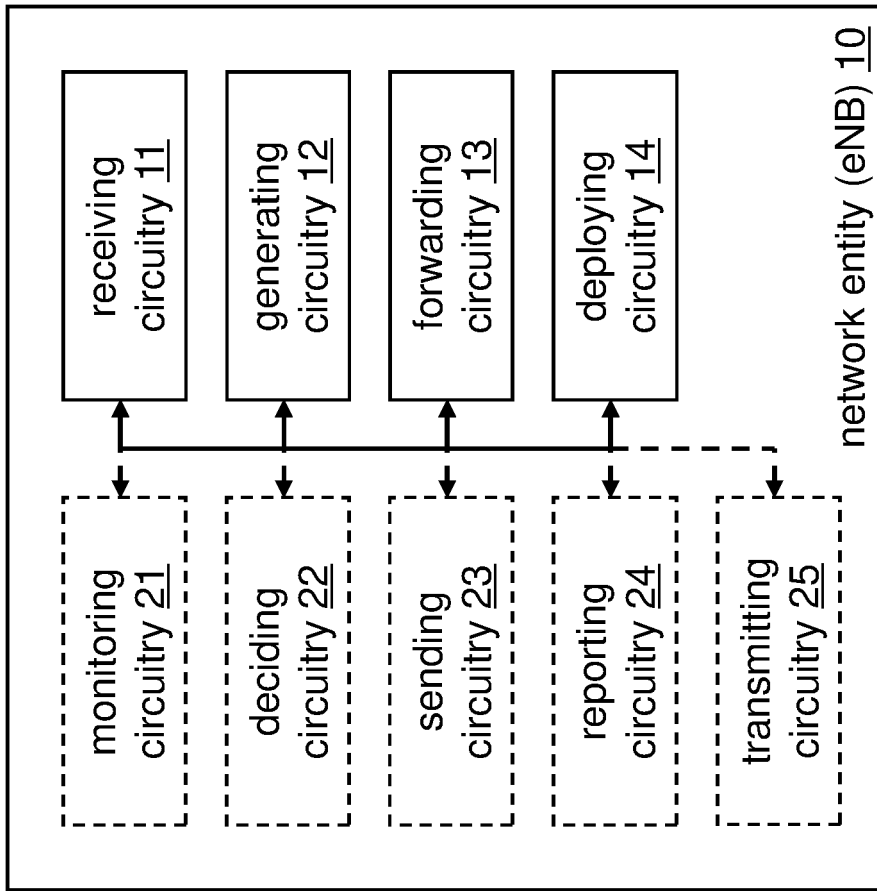 receiving
circuitry 11
generating
circuitry 12
forwarding
circuitry 13
deploying
circuitry 14
monitoring
circuitry 21
deciding
circuitry 22
sending
circuitry 23
reporting
circuitry 24
transmitting
circuitry 25
network entity (eNB) 10